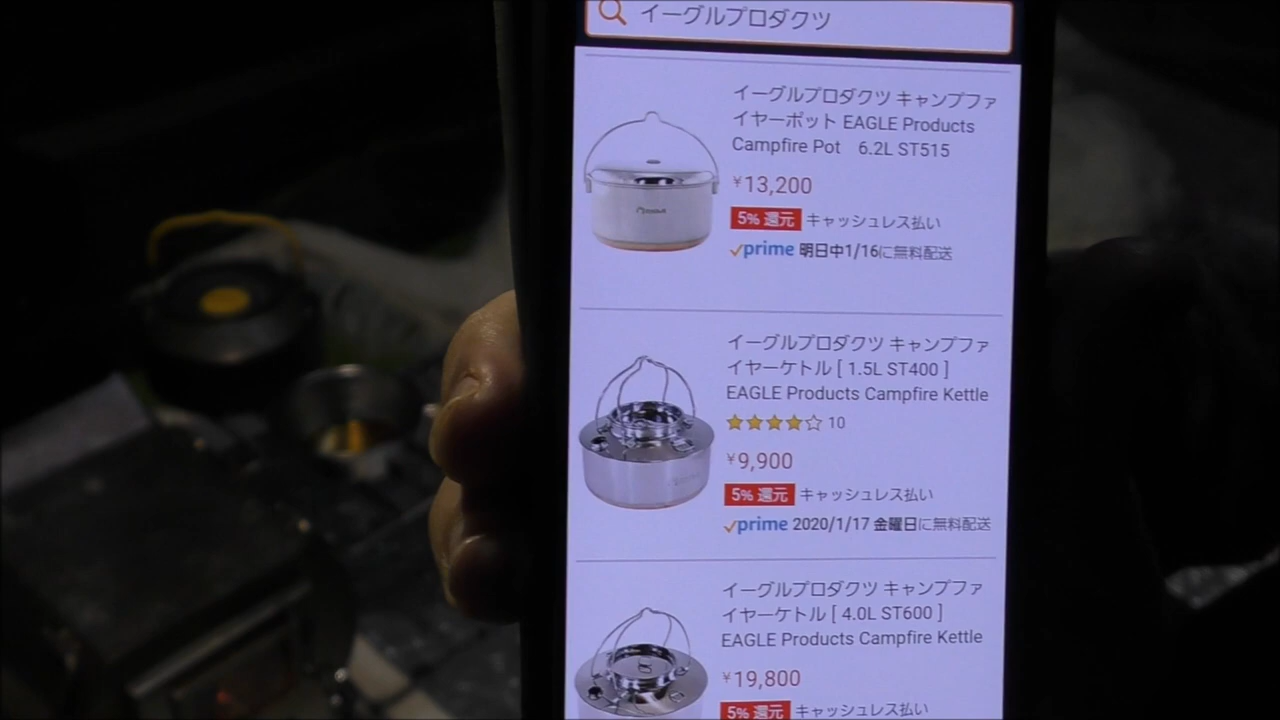 イーグルプロダクツ
イーグルプロダクツ キャンプファ
イヤーポット EAGLE Products
Campfire Pot 6.2L ST515
¥13,200
5% 還元 キャッシュレス払い
prime 明日中1/16に無料配送
イーグルプロダクツ キャンプファ
イヤーケトル [ 1.5L ST400 ]
EAGLE Products Campfire Kettle
10
¥9,900
5% 還元 キャッシュレス払い
prime 2020/1/17 金曜日に無料配送
イーグルプロダクツ キャンプファ
イヤーケトル [ 4.0L ST600 ]
EAGLE Products Campfire Kettle
¥19,800
5% 還元 キャッシュレス払い